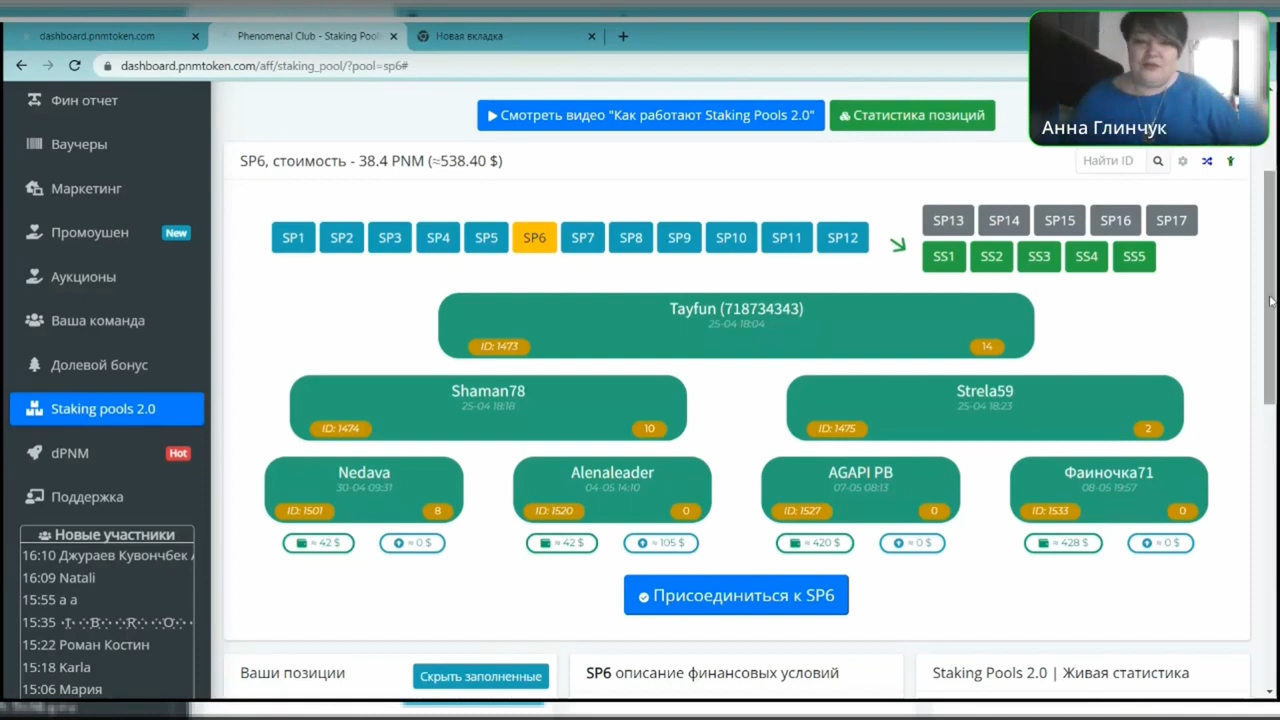 dashboard.pnmtoken.com
Phenomenal Club - Staking Pools
Новая вкладка
dashboard.pnmtoken.com/aff/staking_pool/?pool=sp6#
Анна Глинчук
Фин отчет
Ваучеры
Маркетинг
Промоушен New
Аукционы
Ваша команда
Долевой бонус
Staking pools 2.0
dPNM Hot
Поддержка
Новые участники
16:10 Джураев Кувончбек
16:09 Natali
15:55 а а
15:35
15:22 Роман Костин
15:18 Karla
15:06 Мария
Смотреть видео "Как работают Staking Pools 2.0" Статистика позиций
SP6, стоимость - 38.4 PNM (≈538.40 $)
Найти ID
SP1 SP2 SP3 SP4 SP5 SP6 SP7 SP8 SP9 SP10 SP11 SP12
SP13 SP14 SP15 SP16 SP17
SS1 SS2 SS3 SS4 SS5
Tayfun (718734343)
25-04 18:04
ID: 1473 14
Shaman78 Strela59
25-04 18:18 25-04 18:23
ID: 1474 10 ID: 1475 2
Nedava Alenaleader AGAPI PB Фаиночка71
30-04 09:31 04-05 14:10 07-05 08:13 08-05 19:57
ID: 1501 8 ID: 1520 0 ID: 1527 0 ID: 1533 0
≈ 42 $ ≈ 0 $ ≈ 42 $ ≈ 105 $ ≈ 420 $ ≈ 0 $ ≈ 428 $ ≈ 0 $
Присоединиться к SP6
Ваши позиции Скрыть заполненные
SP6 описание финансовых условий
Staking Pools 2.0 | Живая статистика